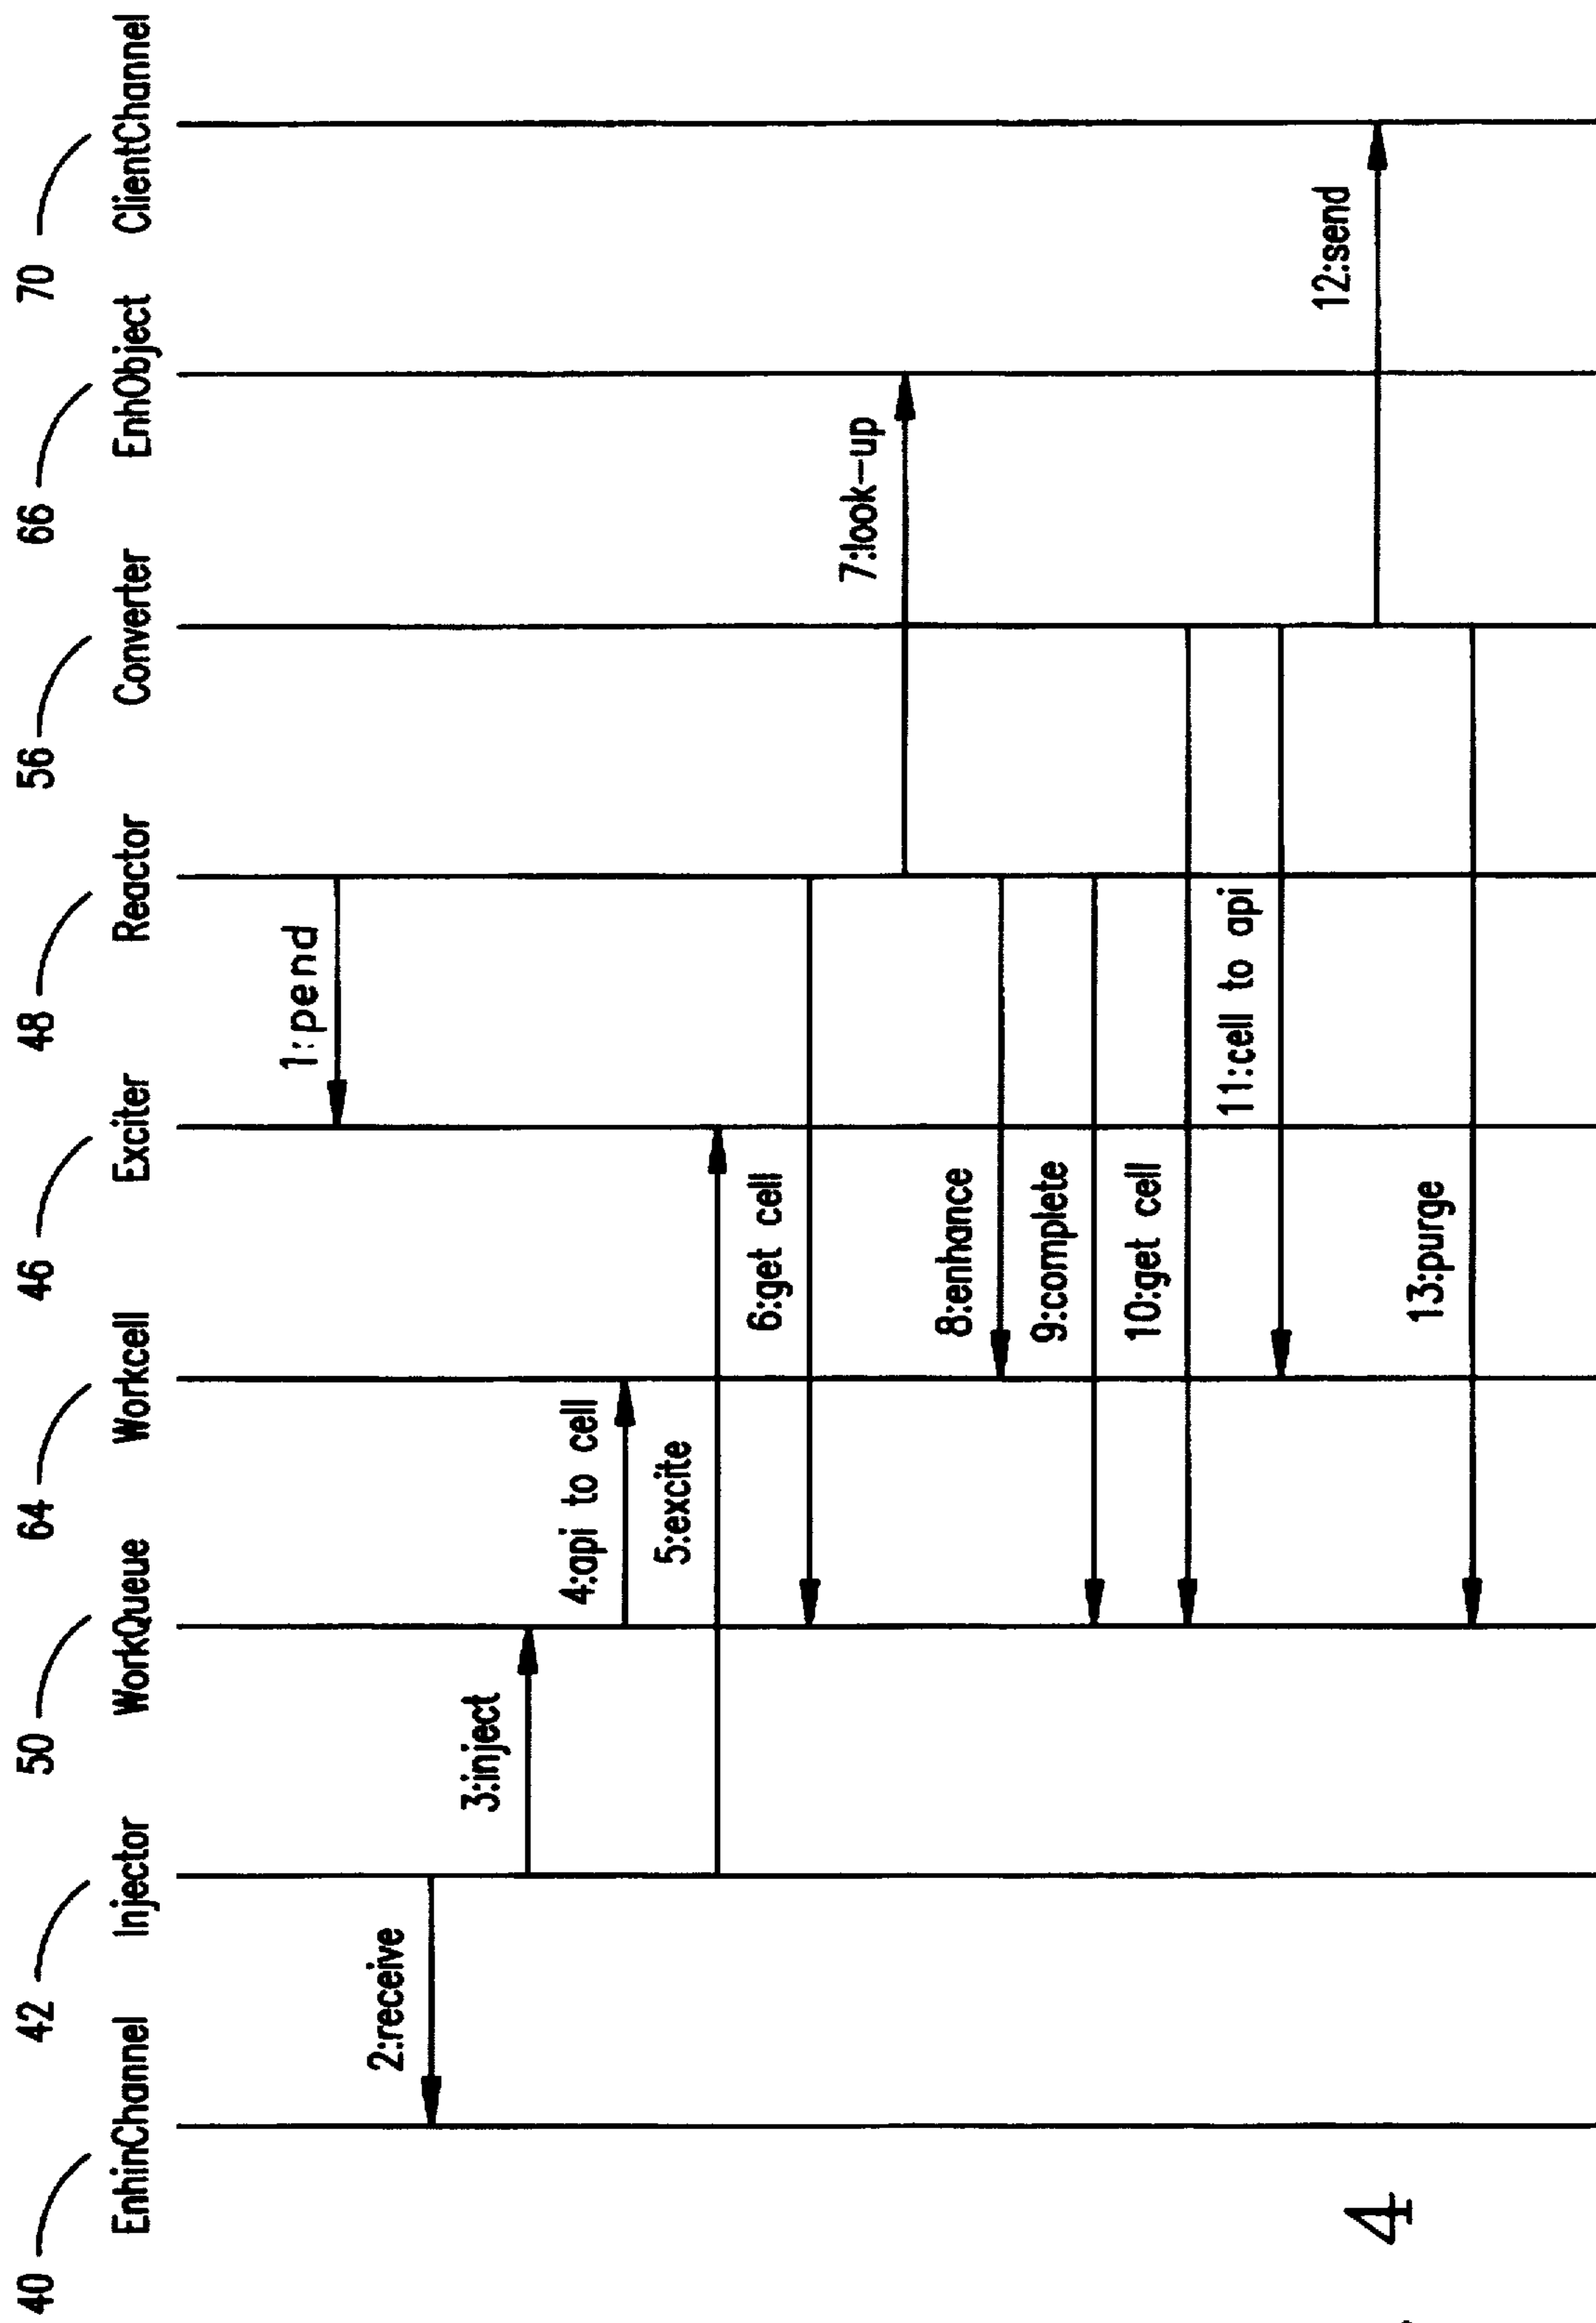 40 42 50 64 46 48 56 66 70
EnhinChannel Injector WorkQueue Workcell Exciter Reactor Converter EnhObject ClientChannel
1:pend
2:receive
3:inject
4:api to cell
5:excite
6:get cell
7:look-up
8:enhance
9:complete
10:get cell
11:cell to api
12:send
13:purge
4